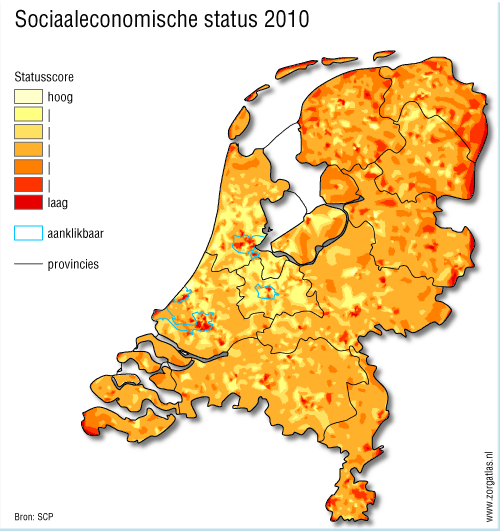 Sociaaleconomische status 2010
Statusscore
hoog
|
|
|
|
laag
aanklikbaar
provincies
Bron: SCP
www.zorgatlas.nl